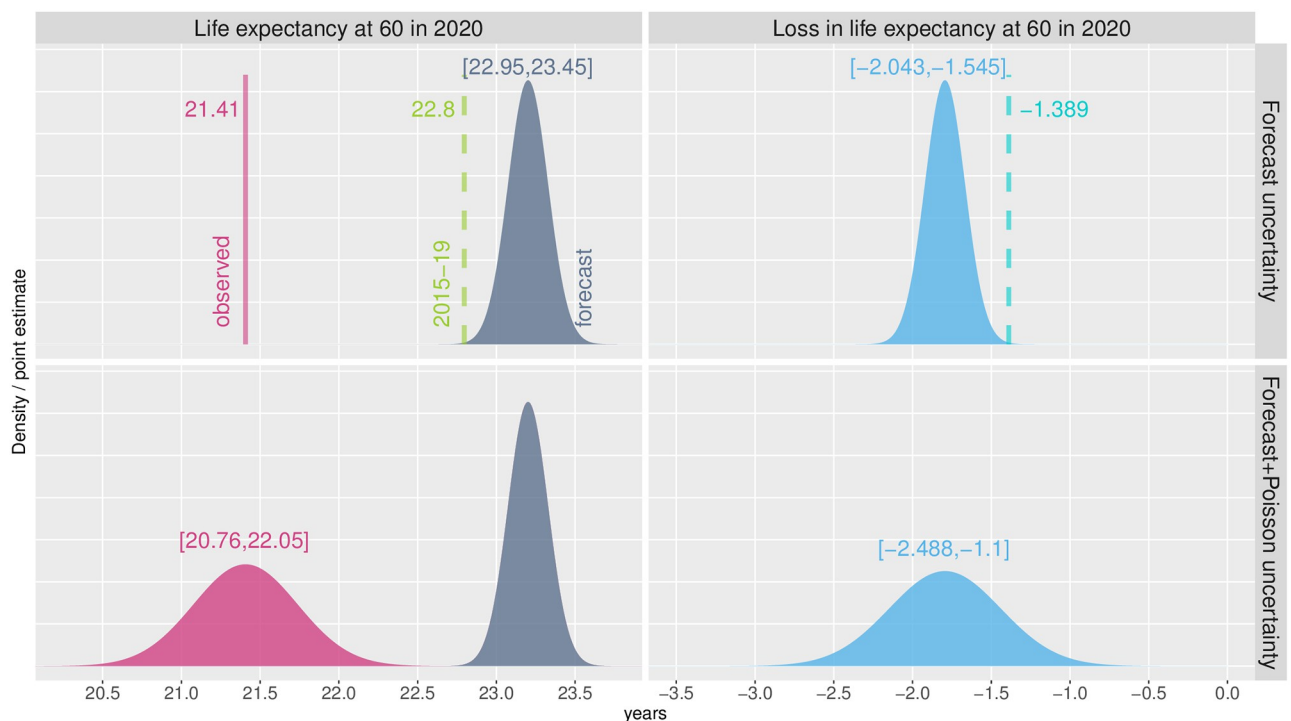 Life expectancy at 60 in 2020
Loss in life expectancy at 60 in 2020
[22.95,23.45]
[−2.043,−1.545]
21.41
22.8
−1.389
observed
2015−19
forecast
Forecast uncertainty
Density / point estimate
[20.76,22.05]
[−2.488,−1.1]
Forecast+Poisson uncertainty
20.5 21.0 21.5 22.0 22.5 23.0 23.5
−3.5 −3.0 −2.5 −2.0 −1.5 −1.0 −0.5 0.0
years